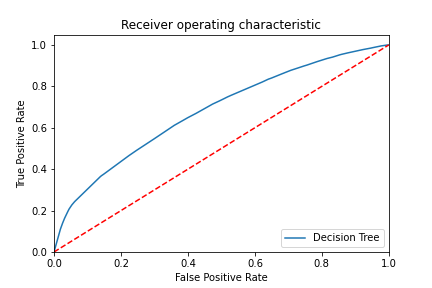 Receiver operating characteristic
True Positive Rate
1.0
0.8
0.6
0.4
0.2
0.0
Decision Tree
0.0 0.2 0.4 0.6 0.8 1.0
False Positive Rate